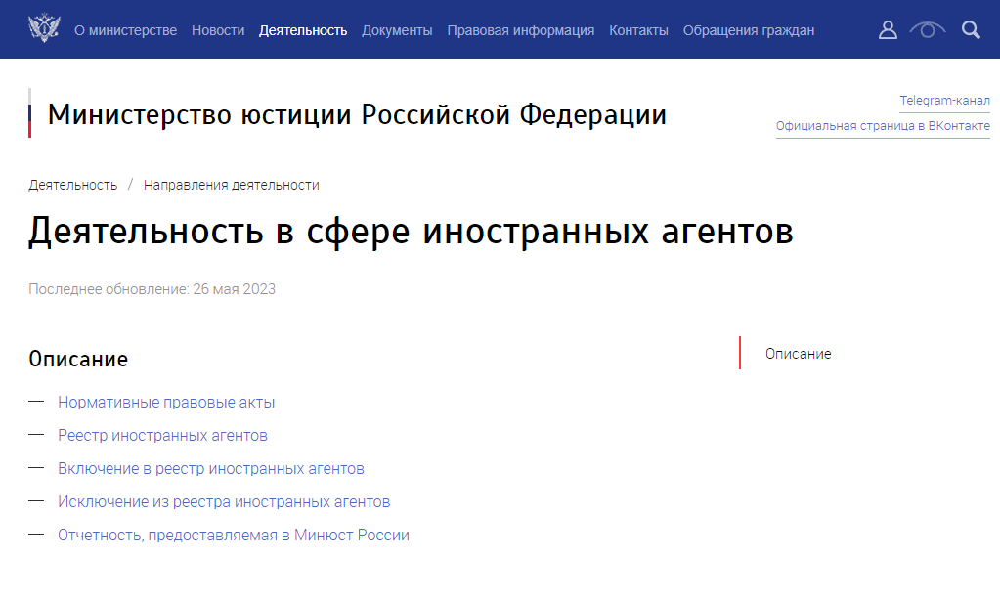 О министерстве Новости Деятельность Документы Правовая информация Контакты Обращения граждан
Министерство юстиции Российской Федерации
Telegram-канал
Официальная страница в ВКонтакте
Деятельность / Направления деятельности
Деятельность в сфере иностранных агентов
Последнее обновление: 26 мая 2023
Описание
Описание
— Нормативные правовые акты
— Реестр иностранных агентов
— Включение в реестр иностранных агентов
— Исключение из реестра иностранных агентов
— Отчетность, предоставляемая в Минюст России